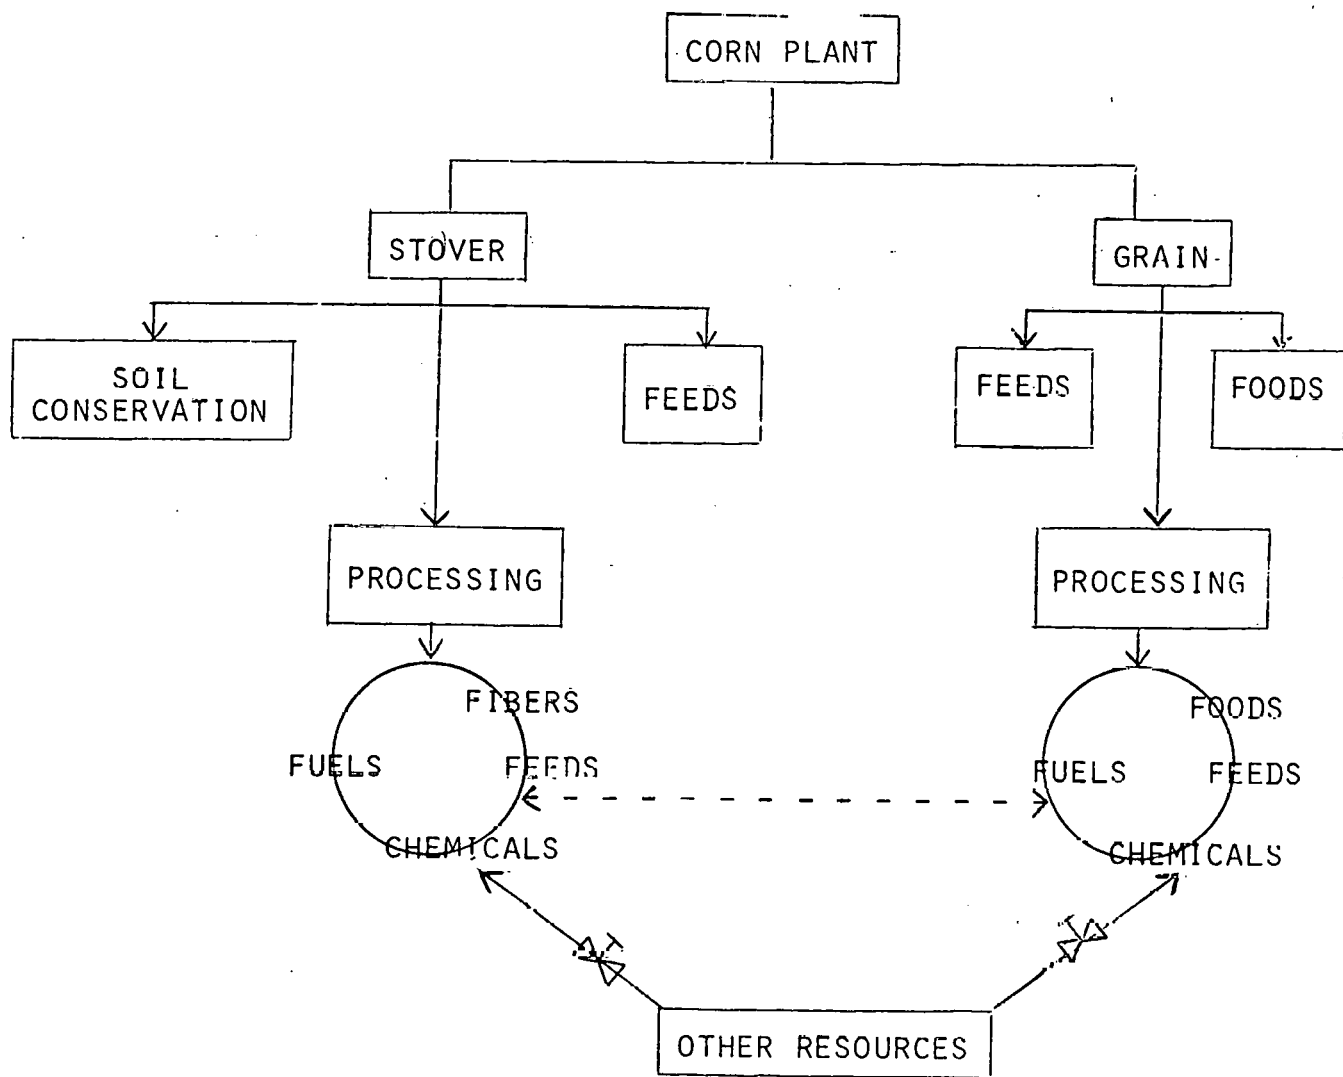 CORN PLANT
STOVER
GRAIN
SOIL
CONSERVATION
FEEDS
FEEDS
FOODS
PROCESSING
PROCESSING
FIBERS
FUELS
FEEDS
CHEMICALS
FOODS
FUELS
FEEDS
CHEMICALS
OTHER RESOURCES